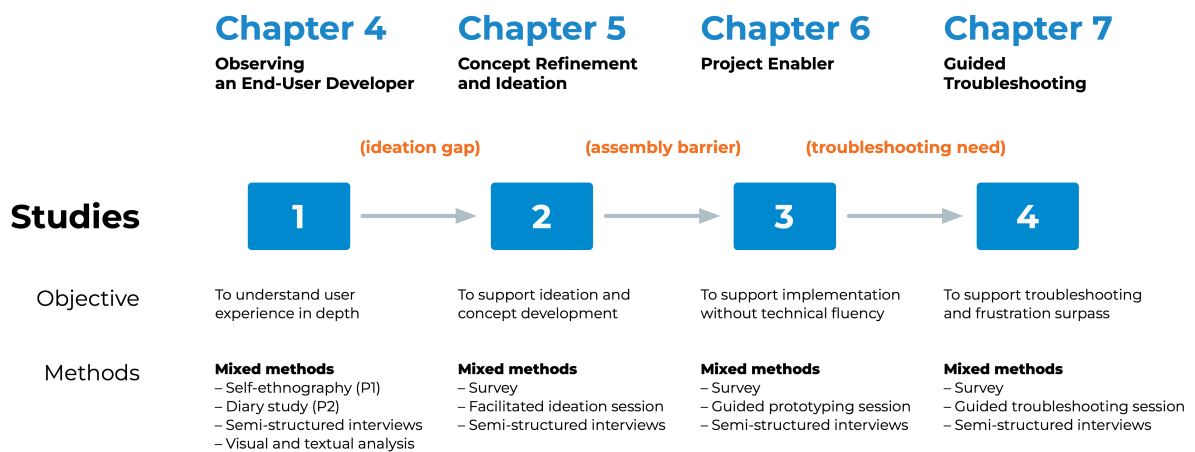 Chapter 4
Chapter 5
Chapter 6
Chapter 7
Observing
an End-User Developer
Concept Refinement
and Ideation
Project Enabler
Guided
Troubleshooting
(ideation gap)
(assembly barrier)
(troubleshooting need)
Studies
1
2
3
4
Objective
To understand user
experience in depth
To support ideation and
concept development
To support implementation
without technical fluency
To support troubleshooting
and frustration surpass
Methods
Mixed methods
– Self-ethnography (P1)
– Diary study (P2)
– Semi-structured interviews
– Visual and textual analysis
Mixed methods
– Survey
– Facilitated ideation session
– Semi-structured interviews
Mixed methods
– Survey
– Guided prototyping session
– Semi-structured interviews
Mixed methods
– Survey
– Guided troubleshooting session
– Semi-structured interviews